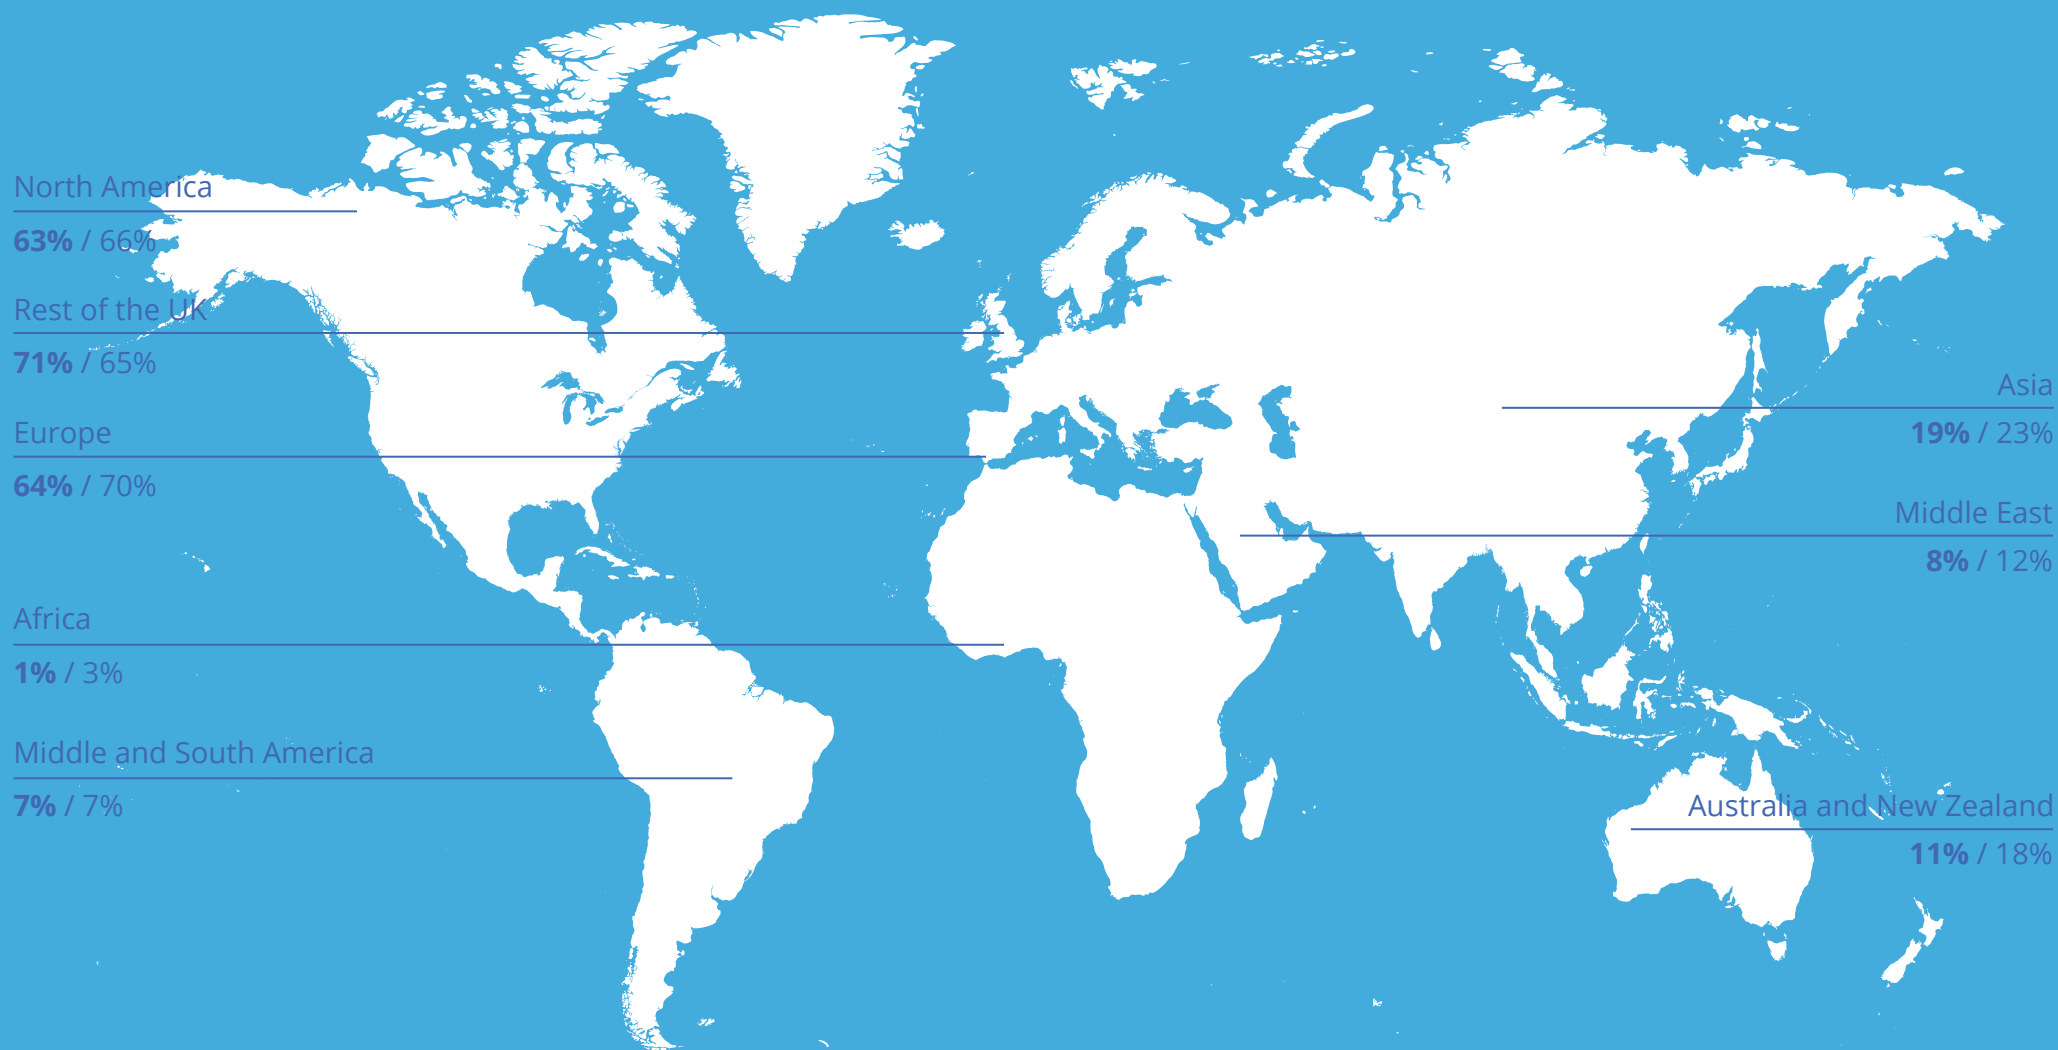 North America
63% / 66%
Rest of the UK
71% / 65%
Europe
64% / 70%
Africa
1% / 3%
Middle and South America
7% / 7%
Asia
19% / 23%
Middle East
8% / 12%
Australia and New Zealand
11% / 18%